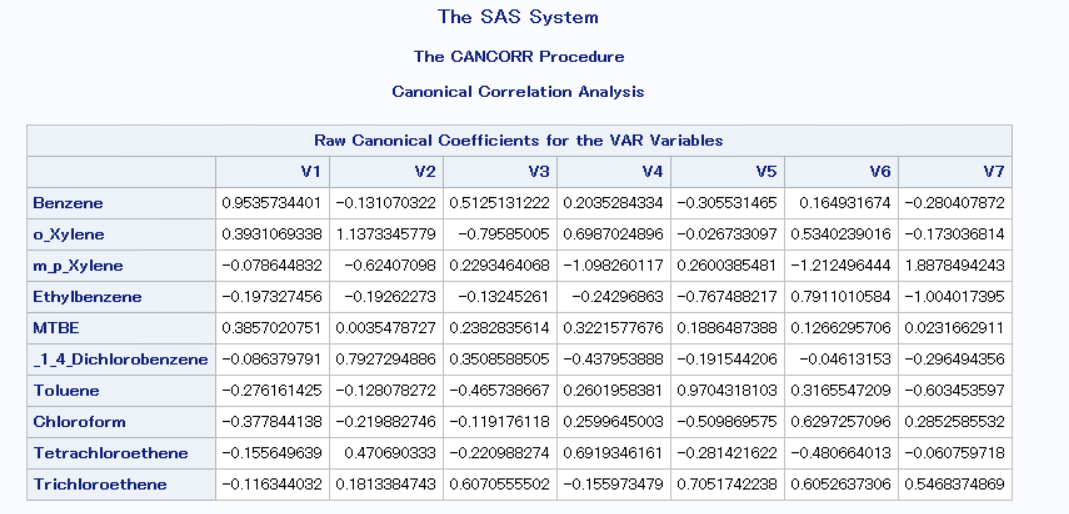 The SAS System
The CANCORR Procedure
Canonical Correlation Analysis
Raw Canonical Coefficients for the VAR Variables
V1 V2 V3 V4 V5 V6 V7
Benzene 0.9535734401 -0.131070322 0.5125131222 0.2035284334 -0.305531465 0.164931674 -0.280407872
o_Xylene 0.3931069338 1.1373345779 -0.79585005 0.6987024896 -0.026733097 0.5340239016 -0.173036814
m_p_Xylene -0.078644832 -0.62407098 0.2293464068 -1.098260117 0.2600385481 -1.212496444 1.8878494243
Ethylbenzene -0.197327456 -0.19262273 -0.13245261 -0.24296863 -0.767488217 0.7911010584 -1.004017395
MTBE 0.3857020751 0.0035478727 0.2382835614 0.3221577676 0.1886487388 0.1266295706 0.0231662911
_1_4_Dichlorobenzene -0.086379791 0.7927294886 0.3508588505 -0.437953888 -0.191544206 -0.04613153 -0.296494356
Toluene -0.276161425 -0.128078272 -0.465738667 0.2601958381 0.9704318103 0.3165547209 -0.603453597
Chloroform -0.377844138 -0.219882746 -0.119176118 0.2599645003 -0.509869575 0.6297257096 0.2852585532
Tetrachloroethene -0.155649639 0.470690333 -0.220988274 0.6919346161 -0.281421622 -0.480664013 -0.060759718
Trichloroethene -0.116344032 0.1813384743 0.6070555502 -0.155973479 0.7051742238 0.6052637306 0.5468374869